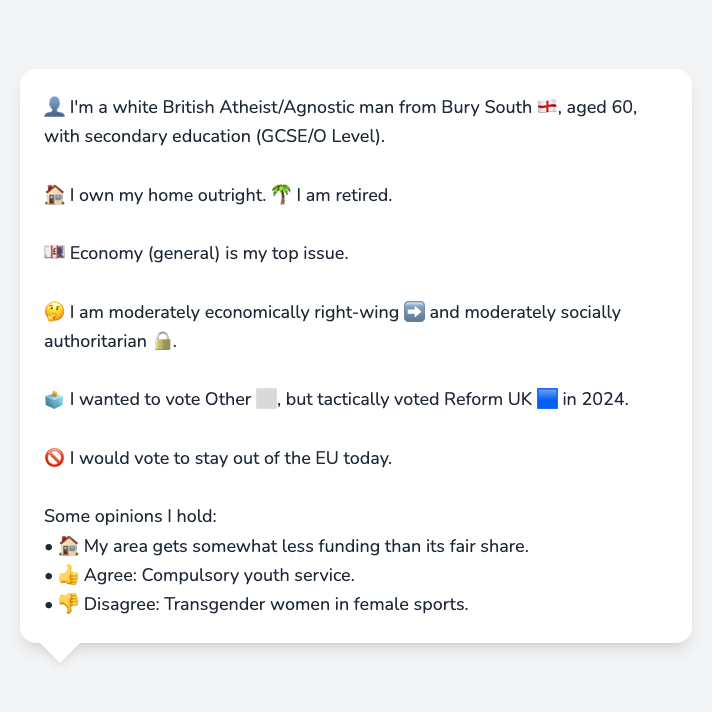 👤 I'm a white British Atheist/Agnostic man from Bury South 🏴󠁧󠁢󠁥󠁮󠁧󠁿, aged 60,
with secondary education (GCSE/O Level).
🏠 I own my home outright. 🌴 I am retired.
💷 Economy (general) is my top issue.
🤔 I am moderately economically right-wing ➡️ and moderately socially
authoritarian 🔒.
🗳️ I wanted to vote Other ⬜, but tactically voted Reform UK 🟦 in 2024.
🚫 I would vote to stay out of the EU today.
Some opinions I hold:
• 🏠 My area gets somewhat less funding than its fair share.
• 👍 Agree: Compulsory youth service.
• 👎 Disagree: Transgender women in female sports.